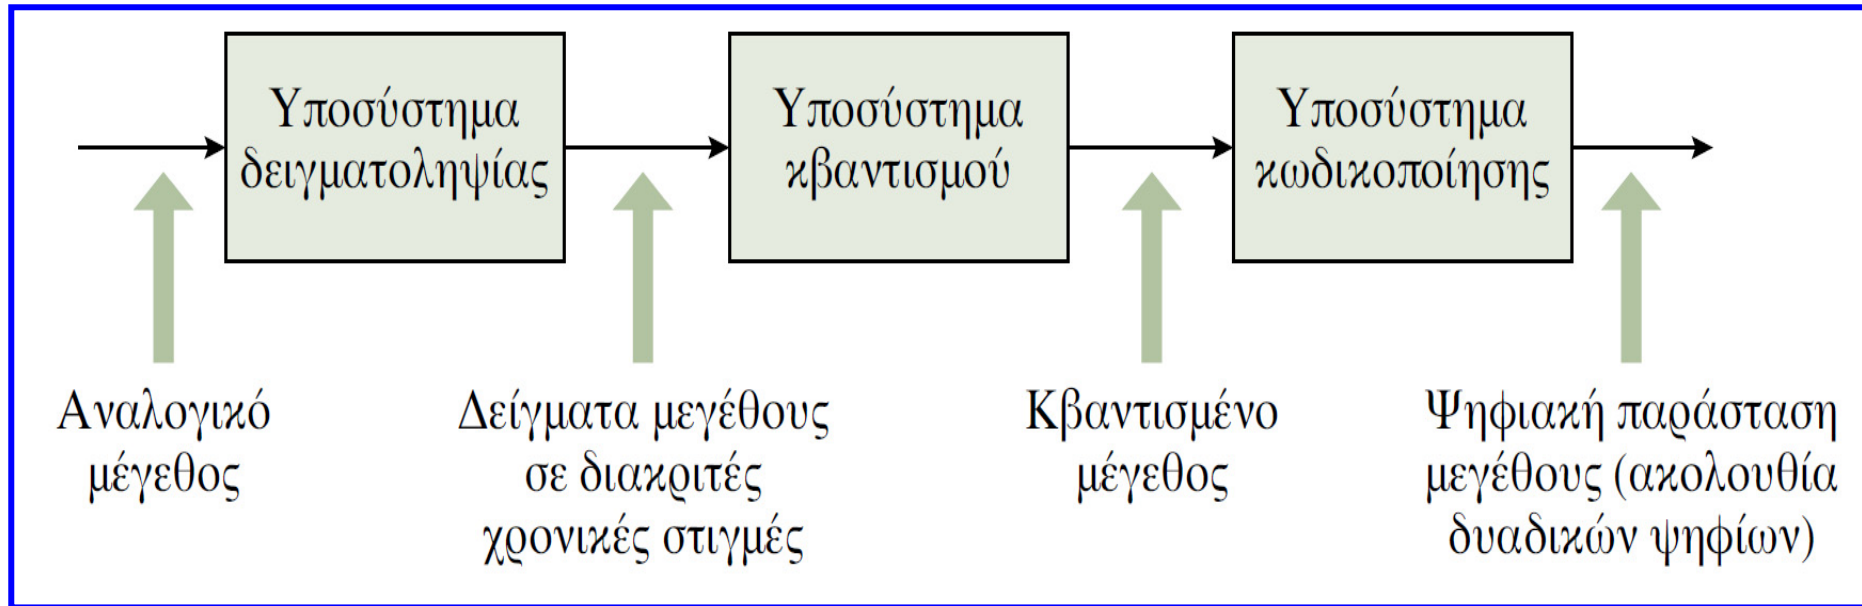 Υποσύστημα
δειγματοληψίας
Υποσύστημα
κβαντισμού
Υποσύστημα
κωδικοποίησης
Αναλογικό
μέγεθος
Δείγματα μεγέθους
σε διακριτές
χρονικές στιγμές
Κβαντισμένο
μέγεθος
Ψηφιακή παράσταση
μεγέθους (ακολουθία
δυαδικών ψηφίων)